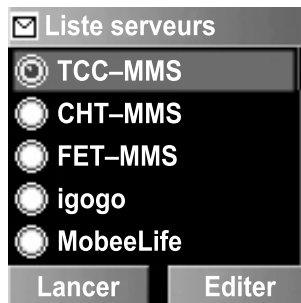 Liste serveurs
TCC–MMS
CHT–MMS
FET–MMS
igogo
MobeeLife
Lancer Editer